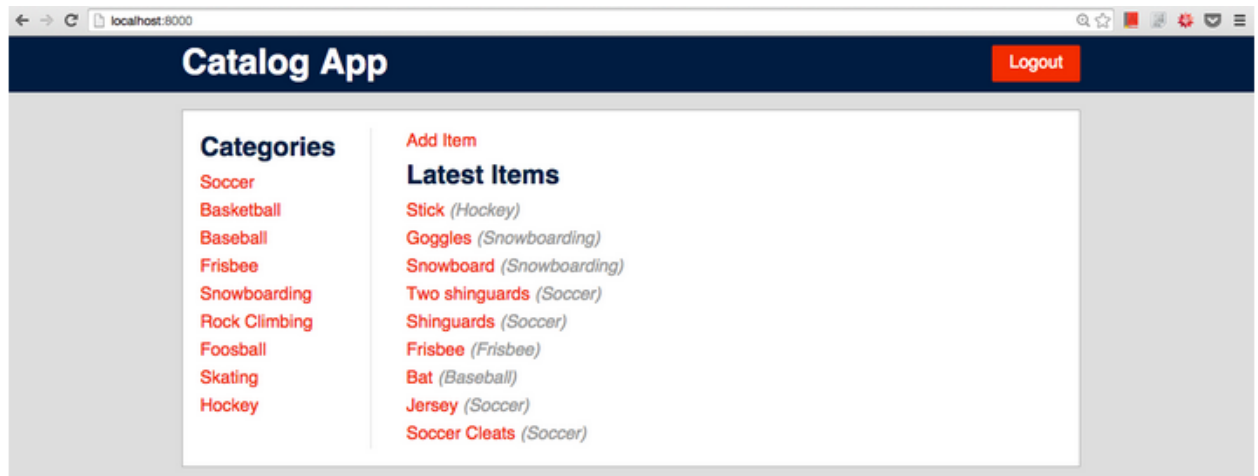 localhost:8000
Catalog App
Logout
Categories
Soccer
Basketball
Baseball
Frisbee
Snowboarding
Rock Climbing
Foosball
Skating
Hockey
Add Item
Latest Items
Stick (Hockey)
Goggles (Snowboarding)
Snowboard (Snowboarding)
Two shinguards (Soccer)
Shinguards (Soccer)
Frisbee (Frisbee)
Bat (Baseball)
Jersey (Soccer)
Soccer Cleats (Soccer)